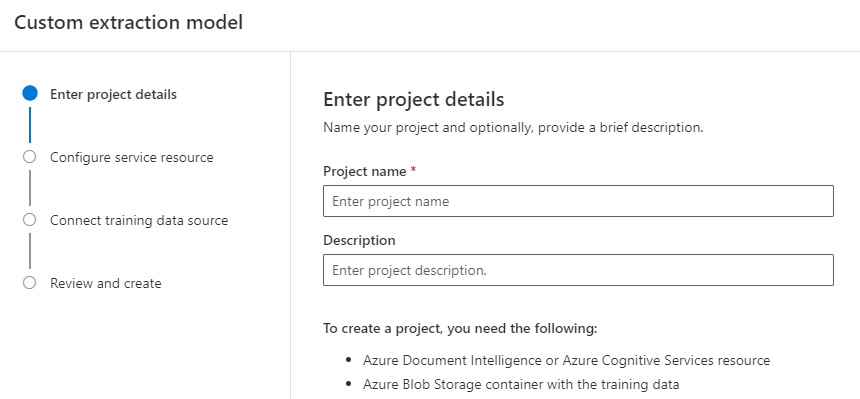 Custom extraction model
Enter project details
Configure service resource
Connect training data source
Review and create
Enter project details
Name your project and optionally, provide a brief description.
Project name *
Enter project name
Description
Enter project description.
To create a project, you need the following:
• Azure Document Intelligence or Azure Cognitive Services resource
• Azure Blob Storage container with the training data